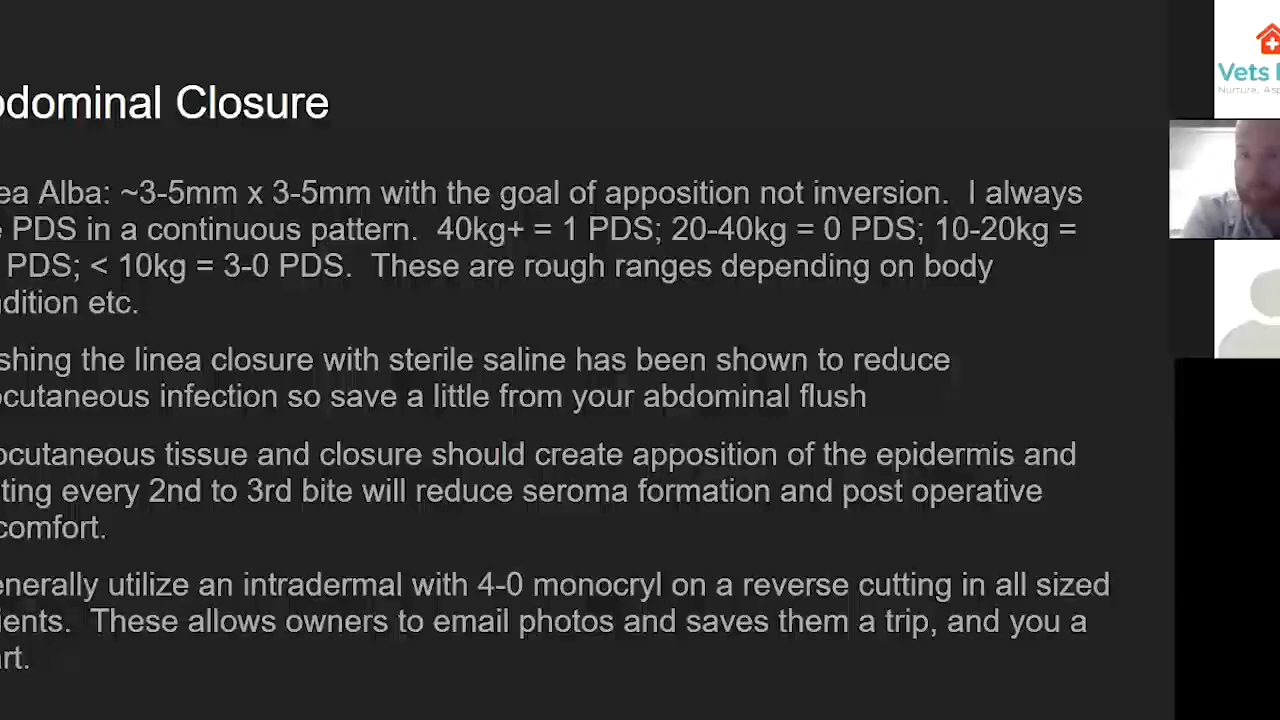 bdominal Closure
Vets
Nurture, Asp
ea Alba: ~3-5mm x 3-5mm with the goal of apposition not inversion.  I always
e PDS in a continuous pattern.  40kg+ = 1 PDS; 20-40kg = 0 PDS; 10-20kg =
PDS; < 10kg = 3-0 PDS.  These are rough ranges depending on body
ndition etc.
shing the linea closure with sterile saline has been shown to reduce
ocutaneous infection so save a little from your abdominal flush
ocutaneous tissue and closure should create apposition of the epidermis and
ting every 2nd to 3rd bite will reduce seroma formation and post operative
comfort.
enerally utilize an intradermal with 4-0 monocryl on a reverse cutting in all sized
ients.  These allows owners to email photos and saves them a trip, and you a
art.